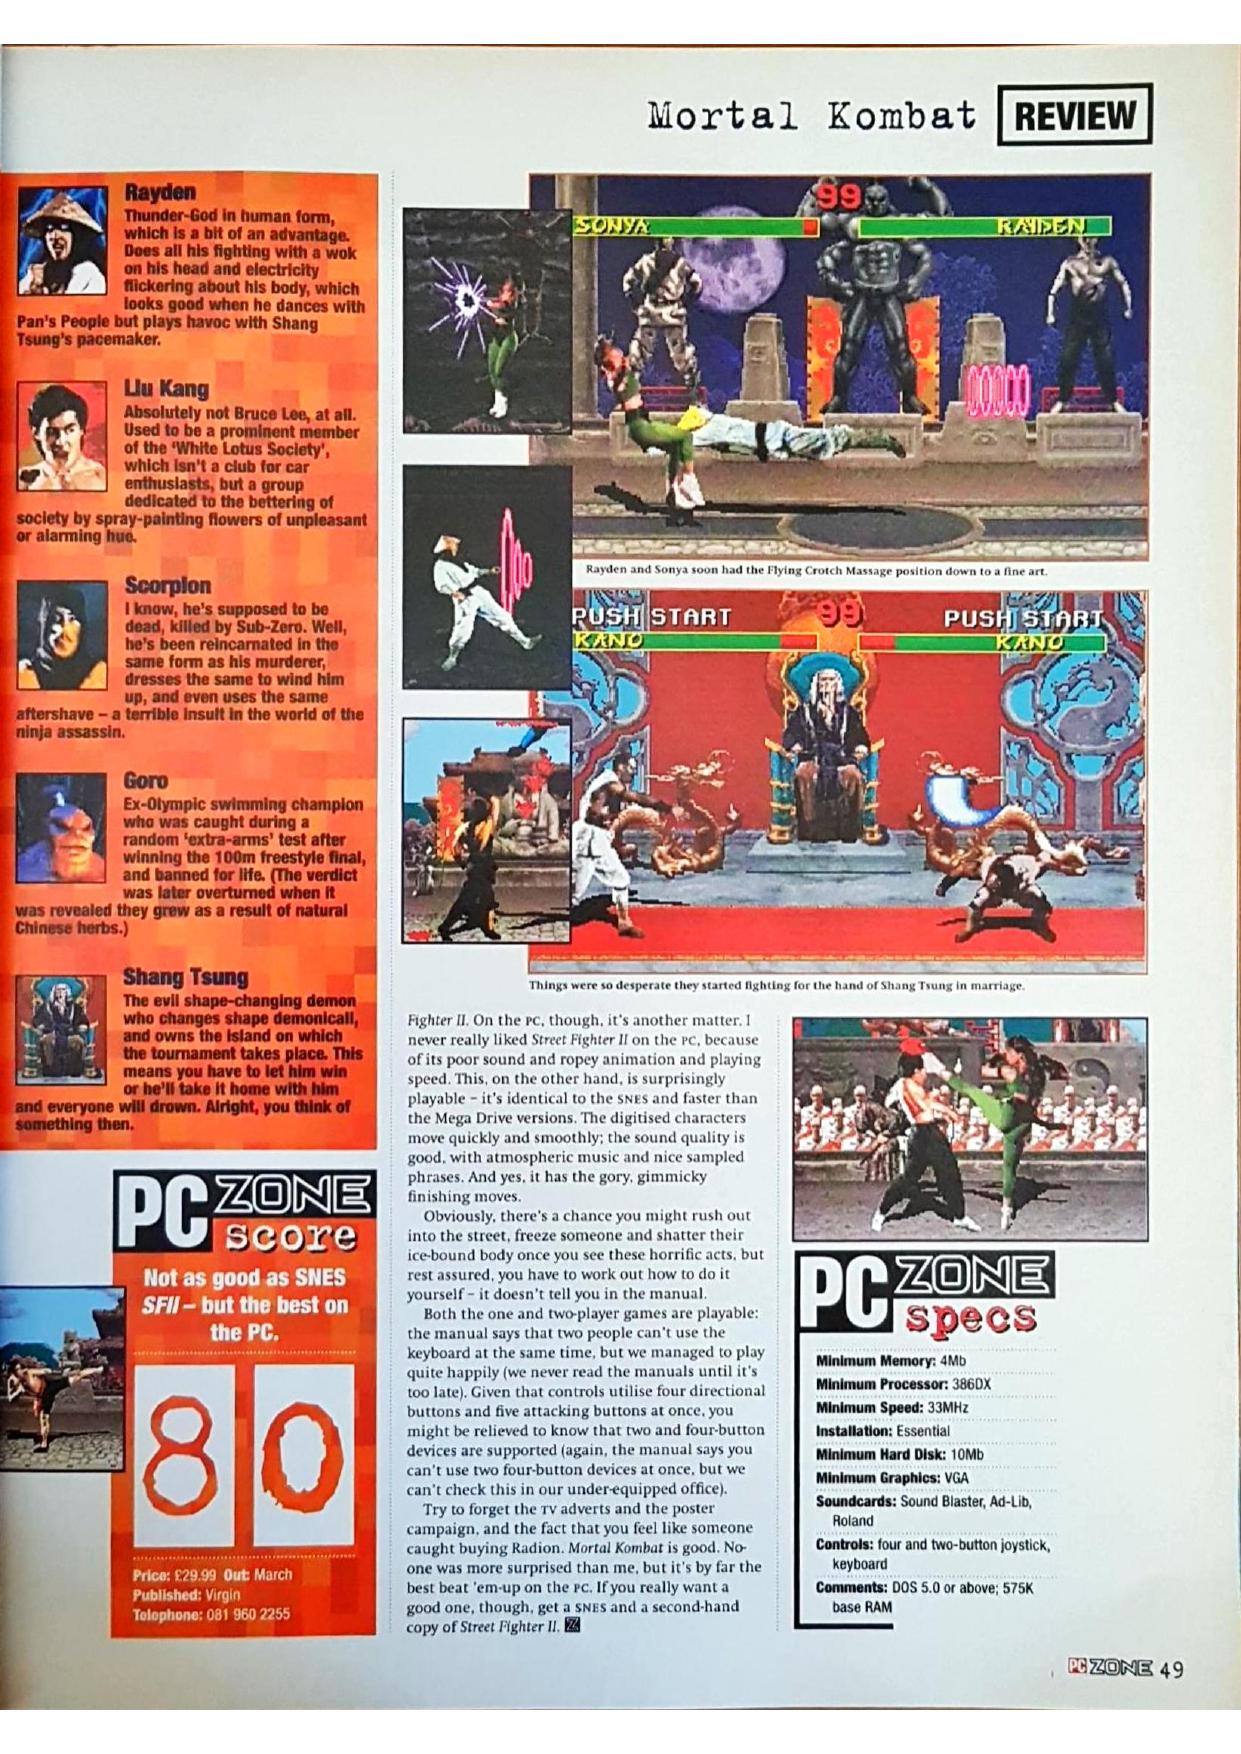 Mortal Kombat REVIEW
Rayden
Thunder-God in human form,
which is a bit of an advantage.
Does all his fighting with a wok
on his head and electricity
flickering about his body, which
looks good when he dances with
Pan's People but plays havoc with Shang
Tsung's pacemaker.
Liu Kang
Absolutely not Bruce Lee, at all.
Used to be a prominent member
of the 'White Lotus Society',
which isn't a club for car
enthusiasts, but a group
dedicated to the bettering of
society by spray-painting flowers of unpleasant
or alarming hue.
Scorpion
I know, he's supposed to be
dead, killed by Sub-Zero. Well,
he's been reincarnated in the
same form as his murderer,
dresses the same to wind him
up, and even uses the same
aftershave – a terrible insult in the world of the
ninja assassin.
Goro
Ex-Olympic swimming champion
who was caught during a
random 'extra-arms' test after
winning the 100m freestyle final,
and banned for life. (The verdict
was later overturned when it
was revealed they grew as a result of natural
Chinese herbs.)
Shang Tsung
The evil shape-changing demon
who changes shape demonicall,
and owns the island on which
the tournament takes place. This
means you have to let him win
or he'll take it home with him
and everyone will drown. Alright, you think of
something then.
PC ZONE
score
Not as good as SNES
SFII – but the best on
the PC.
80
Price: £29.99 Out: March
Published: Virgin
Telephone: 081 960 2255
99
SONYA RAIDEN
Rayden and Sonya soon had the Flying Crotch Massage position down to a fine art.
PUSH START 99 PUSH START
KANO KANO
Things were so desperate they started fighting for the hand of Shang Tsung in marriage.
Fighter II. On the PC, though, it's another matter. I
never really liked Street Fighter II on the PC, because
of its poor sound and ropey animation and playing
speed. This, on the other hand, is surprisingly
playable – it's identical to the SNES and faster than
the Mega Drive versions. The digitised characters
move quickly and smoothly; the sound quality is
good, with atmospheric music and nice sampled
phrases. And yes, it has the gory, gimmicky
finishing moves.
Obviously, there's a chance you might rush out
into the street, freeze someone and shatter their
ice-bound body once you see these horrific acts, but
rest assured, you have to work out how to do it
yourself – it doesn't tell you in the manual.
Both the one and two-player games are playable:
the manual says that two people can't use the
keyboard at the same time, but we managed to play
quite happily (we never read the manuals until it's
too late). Given that controls utilise four directional
buttons and five attacking buttons at once, you
might be relieved to know that two and four-button
devices are supported (again, the manual says you
can't use two four-button devices at once, but we
can't check this in our under-equipped office).
Try to forget the TV adverts and the poster
campaign, and the fact that you feel like someone
caught buying Radion. Mortal Kombat is good. No-
one was more surprised than me, but it's by far the
best beat 'em-up on the PC. If you really want a
good one, though, get a SNES and a second-hand
copy of Street Fighter II. Z
PC ZONE
specs
Minimum Memory: 4Mb
Minimum Processor: 386DX
Minimum Speed: 33MHz
Installation: Essential
Minimum Hard Disk: 10Mb
Minimum Graphics: VGA
Soundcards: Sound Blaster, Ad-Lib,
Roland
Controls: four and two-button joystick,
keyboard
Comments: DOS 5.0 or above; 575K
base RAM
PC ZONE 49